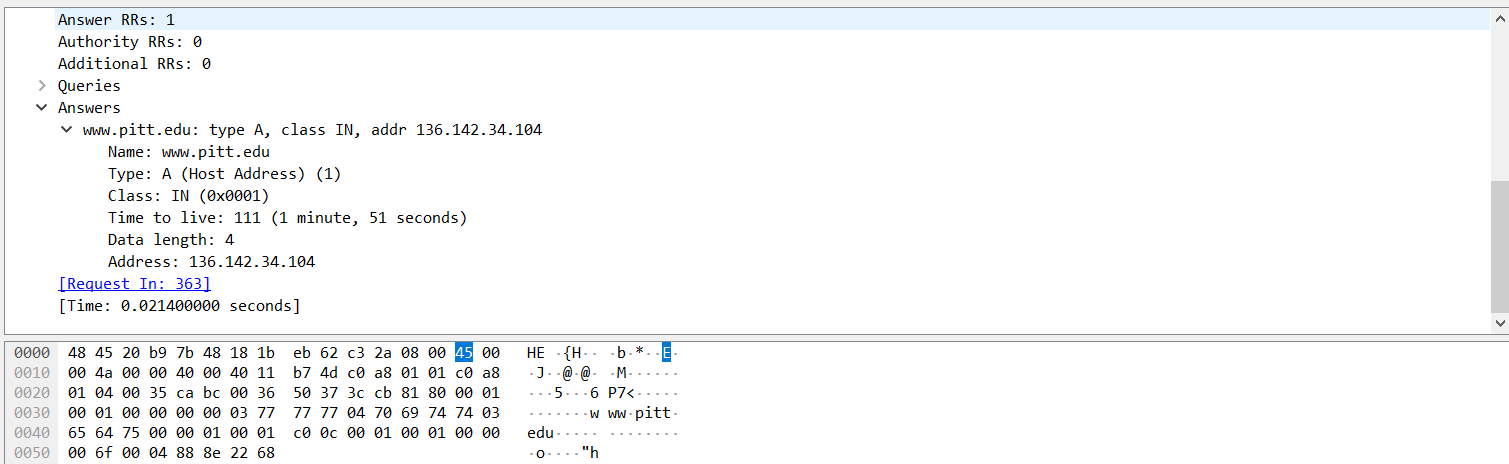 Answer RRs: 1
Authority RRs: 0
Additional RRs: 0
Queries
Answers
www.pitt.edu: type A, class IN, addr 136.142.34.104
Name: www.pitt.edu
Type: A (Host Address) (1)
Class: IN (0x0001)
Time to live: 111 (1 minute, 51 seconds)
Data length: 4
Address: 136.142.34.104
[Request In: 363]
[Time: 0.021400000 seconds]
0000 48 45 20 b9 7b 48 18 1b eb 62 c3 2a 08 00 45 00 HE ·{H·· ·b·*··E·
0010 00 4a 00 00 40 00 40 11 b7 4d c0 a8 01 01 c0 a8 ·J··@·@· ·M······
0020 01 04 00 35 ca bc 00 36 50 37 3c cb 81 80 00 01 ···5···6 P7<·····
0030 00 01 00 00 00 00 03 77 77 77 04 70 69 74 74 03 ·······w ww·pitt·
0040 65 64 75 00 00 01 00 01 c0 0c 00 01 00 01 00 00 edu····· ········
0050 00 6f 00 04 88 8e 22 68 ·o····"h